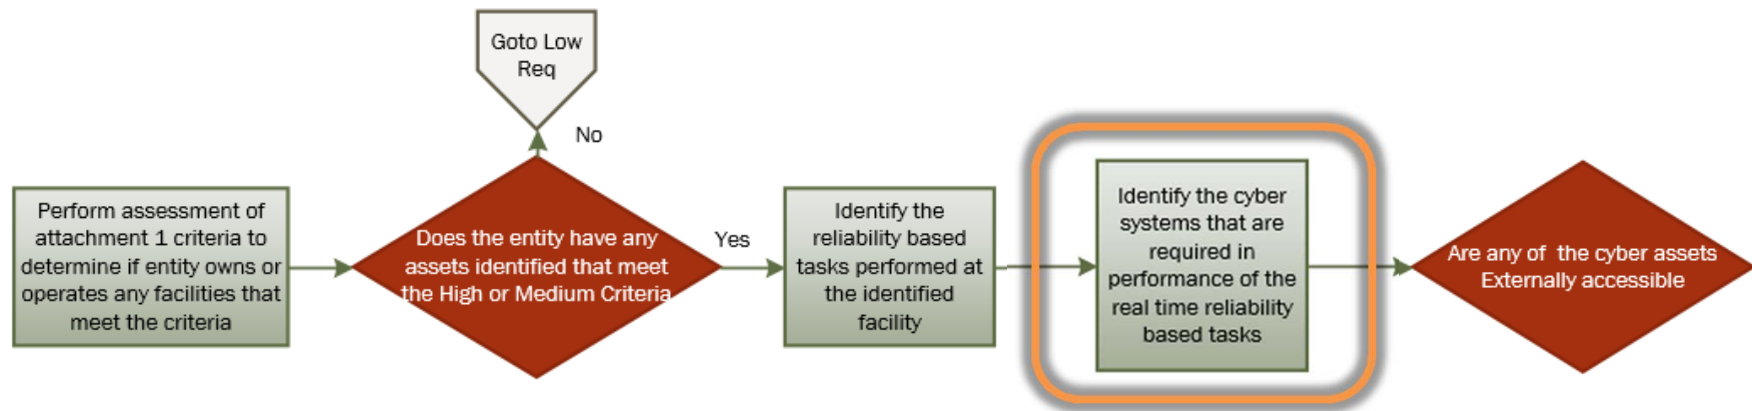 Goto Low
Req
No
Perform assessment of
attachment 1 criteria to
determine if entity owns or
operates any facilities that
meet the criteria
Does the entity have any
assets identified that meet
the High or Medium Criteria
Yes
Identify the
reliability based
tasks performed at
the identified
facility
Identify the cyber
systems that are
required in
performance of the
real time reliability
based tasks
Are any of  the cyber assets
Externally accessible